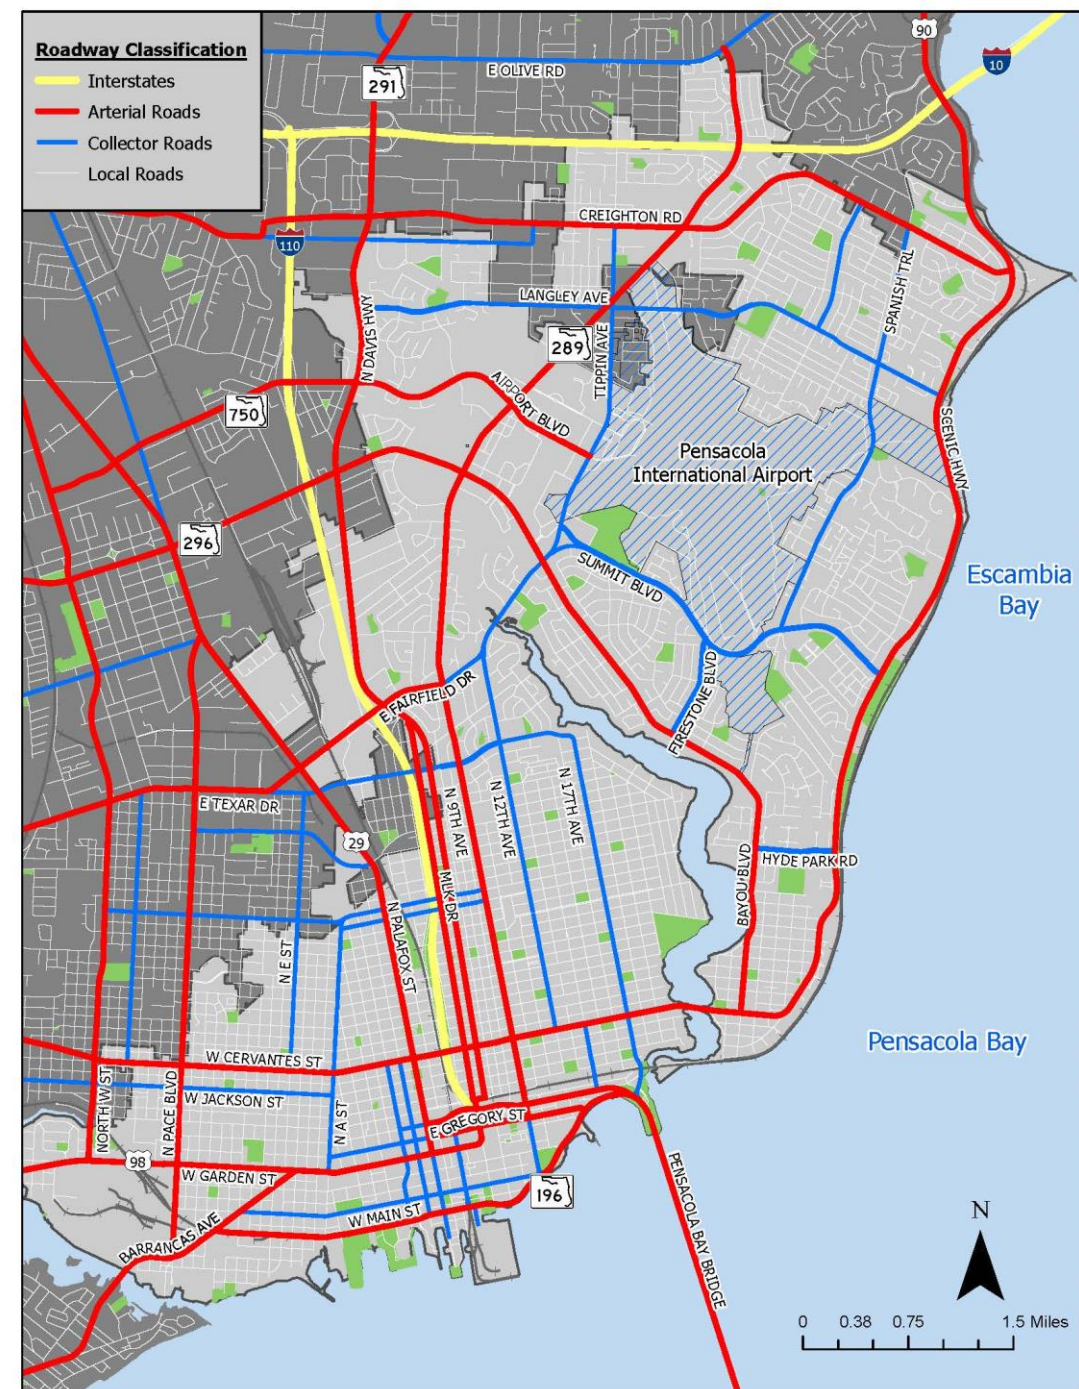 Roadway Classification
Interstates
Arterial Roads
Collector Roads
Local Roads
90
10
E OLIVE RD
291
CREIGHTON RD
110
SPANISH TRL
LANGLEY AVE
N DAVIS HWY
289
TIPPIN AVE
AIRPORT BLVD
750
SCENIC HWY
Pensacola
International Airport
296
SUMMIT BLVD
Escambia
Bay
FIRESTONE BLVD
E FAIRFIELD DR
E TEXAR DR
N 9TH AVE
N 12TH AVE
N 17TH AVE
29
HYDE PARK RD
BAYOU BLVD
MLK DR
N PALAFOX ST
N E ST
Pensacola Bay
W CERVANTES ST
W JACKSON ST
NORTH W ST
N PACE BLVD
N A ST
E GREGORY ST
98
W GARDEN ST
196
W MAIN ST
BARRANCAS AVE
PENSACOLA BAY BRIDGE
N
0 0.38 0.75 1.5 Miles